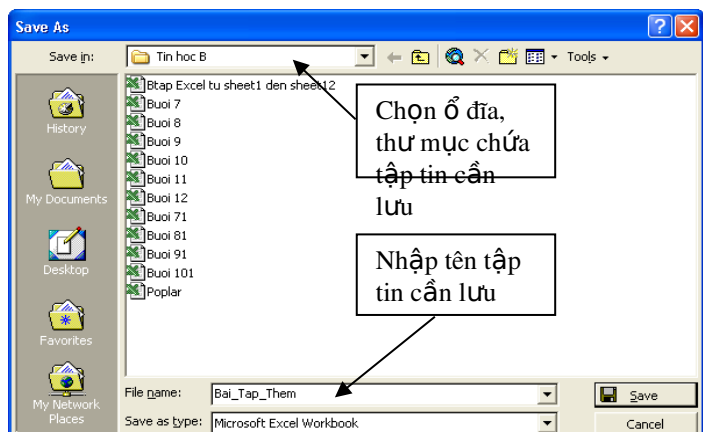 Save As
Save in: Tin hoc B Tools
Btap Excel tu sheet1 den sheet12
Buoi 7
Buoi 8
Buoi 9
Buoi 10
Buoi 11
Buoi 12
Buoi 71
Buoi 81
Buoi 91
Buoi 101
Poplar
History
My Documents
Desktop
Favorites
My Network
Places
Chọn ổ đĩa,
thư mục chứa
tập tin cần
lưu
Nhập tên tập
tin cần lưu
File name: Bai_Tap_Them Save
Save as type: Microsoft Excel Workbook Cancel